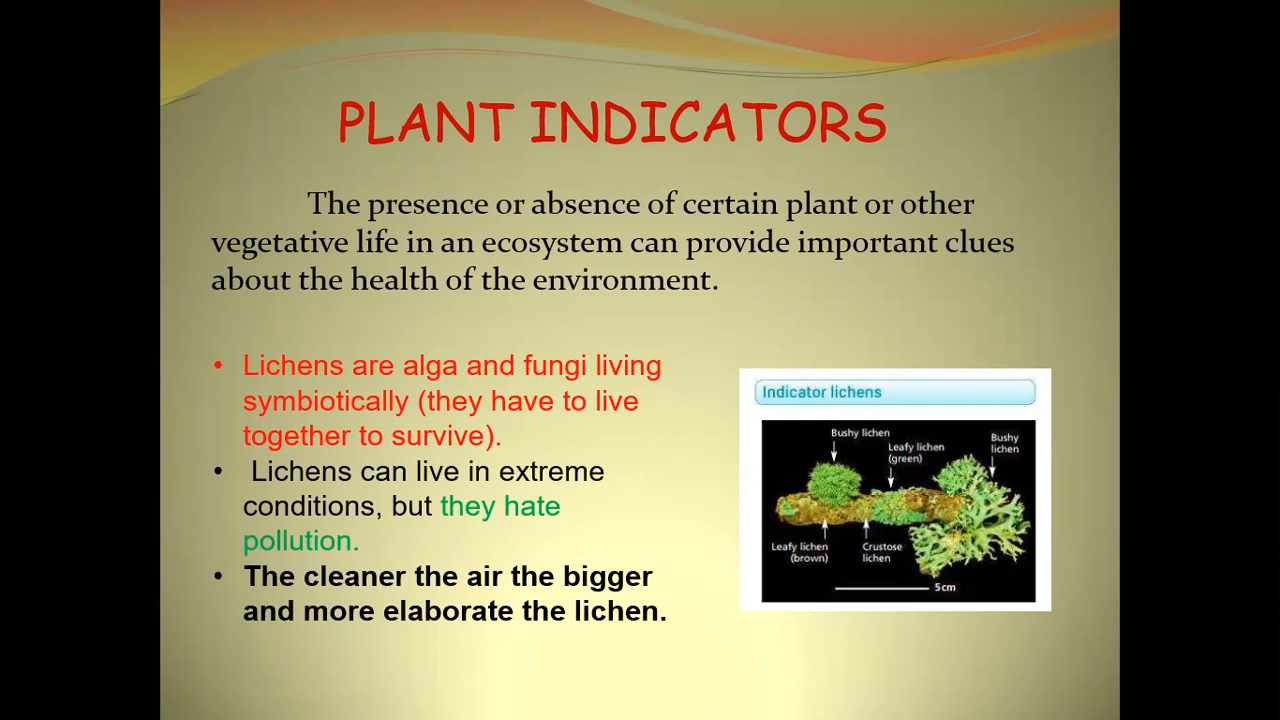 PLANT INDICATORS
The presence or absence of certain plant or other
vegetative life in an ecosystem can provide important clues
about the health of the environment.
• Lichens are alga and fungi living
symbiotically (they have to live
together to survive).
• Lichens can live in extreme
conditions, but they hate
pollution.
• The cleaner the air the bigger
and more elaborate the lichen.
Indicator lichens
Bushy lichen
Leafy lichen
(green)
Bushy
lichen
Leafy lichen
(brown)
Crustose
lichen
5cm